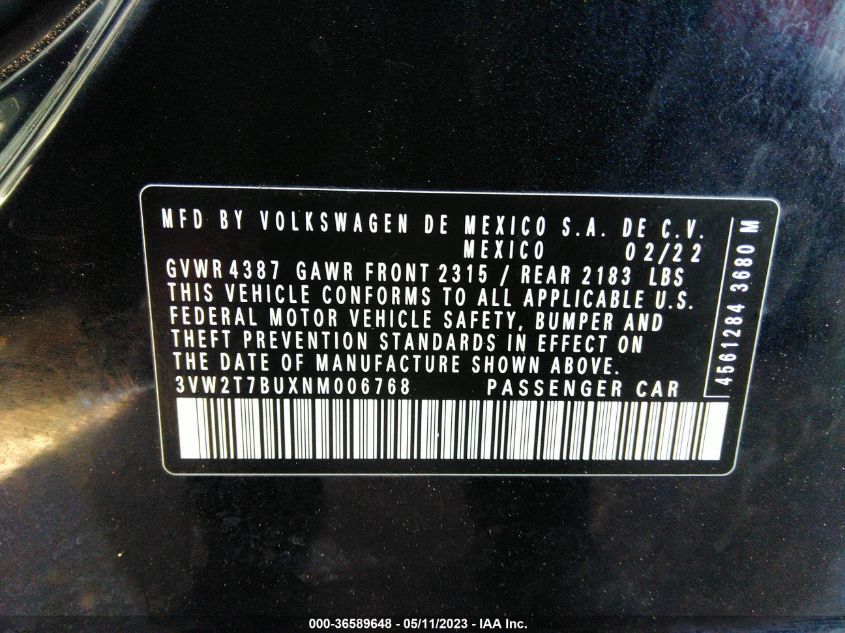 MFD BY VOLKSWAGEN DE MEXICO S.A. DE C.V.
MEXICO 02/22
GVWR 4387 GAWR FRONT 2315 / REAR 2183 LBS
THIS VEHICLE CONFORMS TO ALL APPLICABLE U.S.
FEDERAL MOTOR VEHICLE SAFETY, BUMPER AND
THEFT PREVENTION STANDARDS IN EFFECT ON
THE DATE OF MANUFACTURE SHOWN ABOVE.
3VW2T7BUXNM006768 PASSENGER CAR
4561284 3680 M
000-36589648 - 05/11/2023 - IAA Inc.